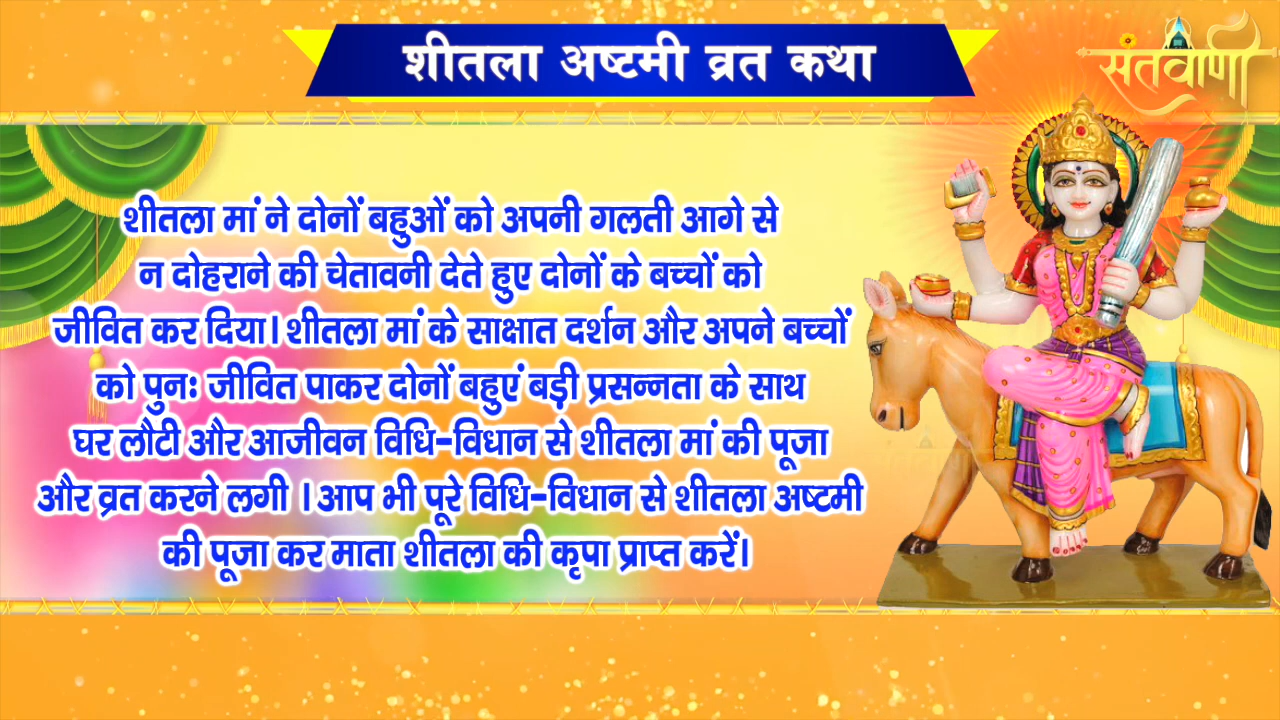 शीतला अष्टमी व्रत कथा
संतवाणी
शीतला मां ने दोनों बहुओं को अपनी गलती आगे से
न दोहराने की चेतावनी देते हुए दोनों के बच्चों को
जीवित कर दिया। शीतला मां के साक्षात दर्शन और अपने बच्चों
को पुनः जीवित पाकर दोनों बहुएं बड़ी प्रसन्नता के साथ
घर लौटी और आजीवन विधि-विधान से शीतला मां की पूजा
और व्रत करने लगी । आप भी पूरे विधि-विधान से शीतला अष्टमी
की पूजा कर माता शीतला की कृपा प्राप्त करें।